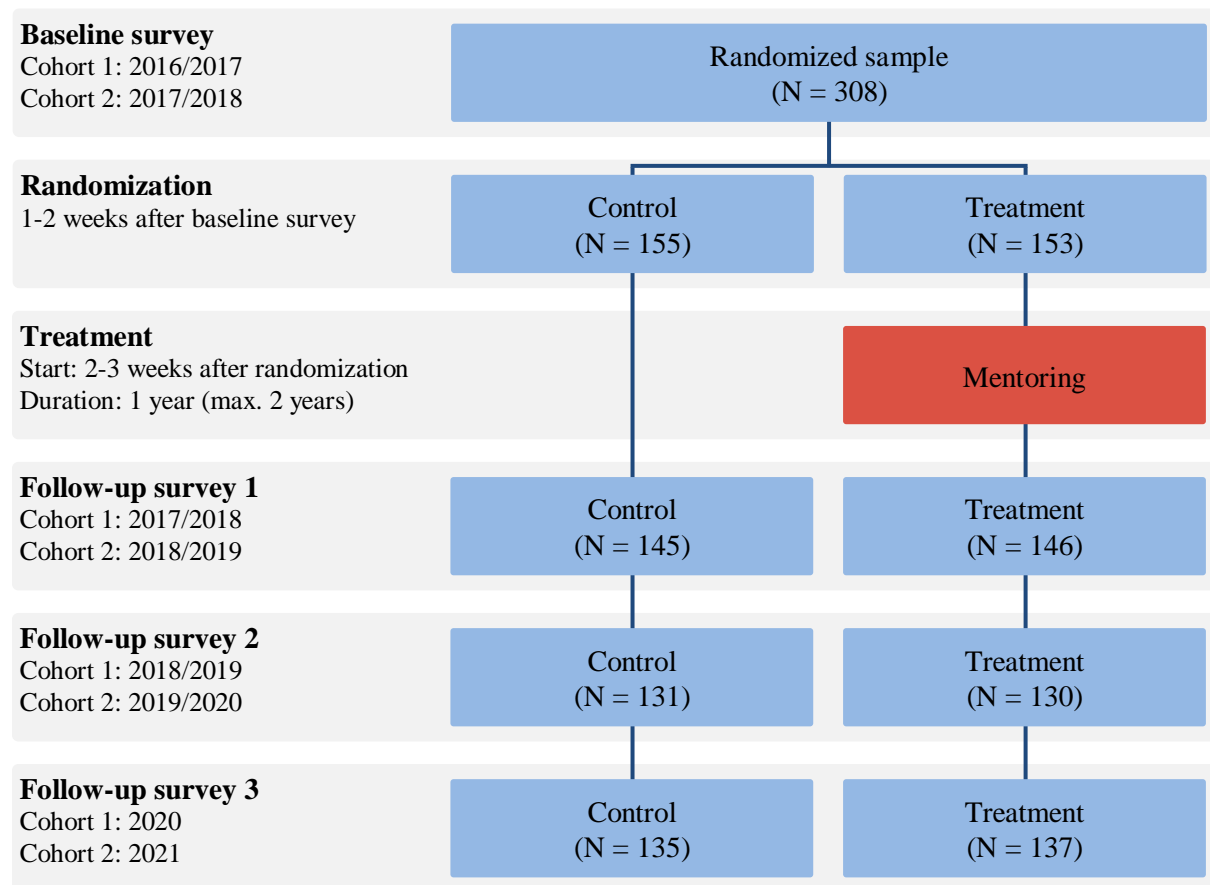 Baseline survey
Cohort 1: 2016/2017
Cohort 2: 2017/2018
Randomized sample
(N = 308)
Randomization
1-2 weeks after baseline survey
Control
(N = 155)
Treatment
(N = 153)
Treatment
Start: 2-3 weeks after randomization
Duration: 1 year (max. 2 years)
Mentoring
Follow-up survey 1
Cohort 1: 2017/2018
Cohort 2: 2018/2019
Control
(N = 145)
Treatment
(N = 146)
Follow-up survey 2
Cohort 1: 2018/2019
Cohort 2: 2019/2020
Control
(N = 131)
Treatment
(N = 130)
Follow-up survey 3
Cohort 1: 2020
Cohort 2: 2021
Control
(N = 135)
Treatment
(N = 137)